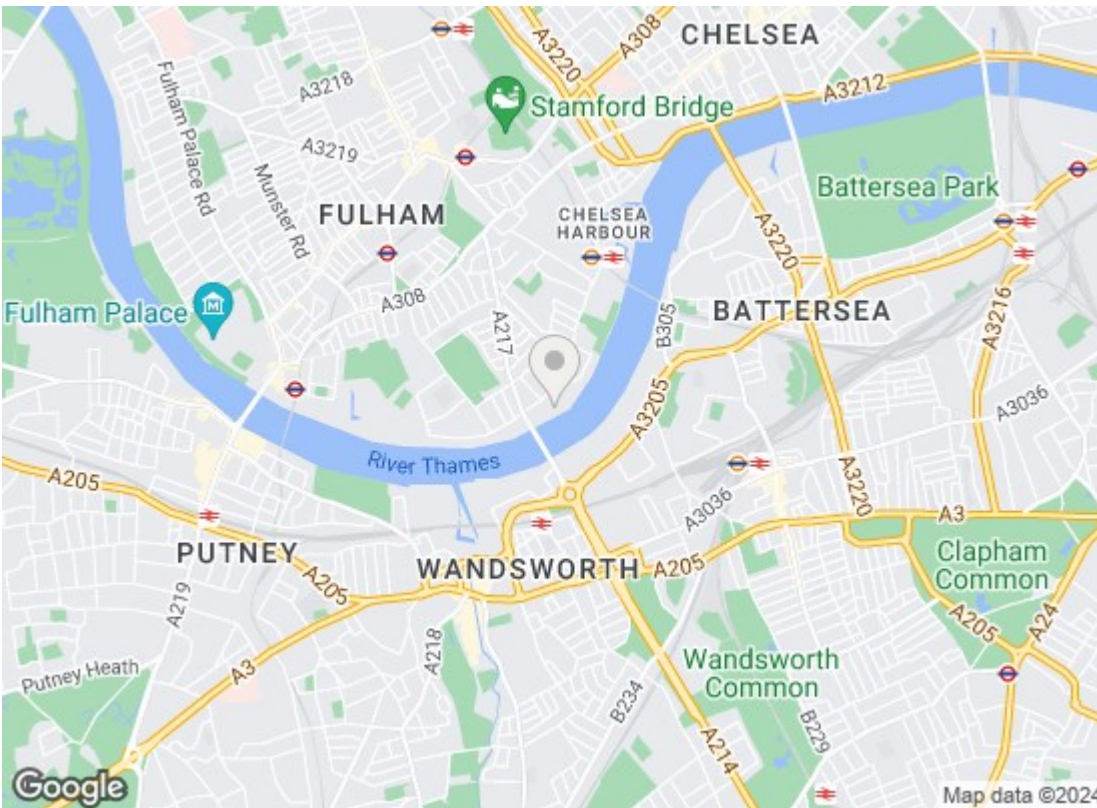 CHELSEA
A308
A3220
A3218
A3212
Fulham Palace Rd
Stamford Bridge
A3219
Munster Rd
Battersea Park
FULHAM
CHELSEA
HARBOUR
A3220
A308
Fulham Palace
A217
B305
BATTERSEA
A3216
A3205
A3036
River Thames
A205
A3220
A3036
A3
PUTNEY
WANDSWORTH
A205
Clapham
Common
A205
A219
A205
A24
A218
Wandsworth
Common
Putney Heath
A3
B234
B229
A214
Google
Map data ©2024